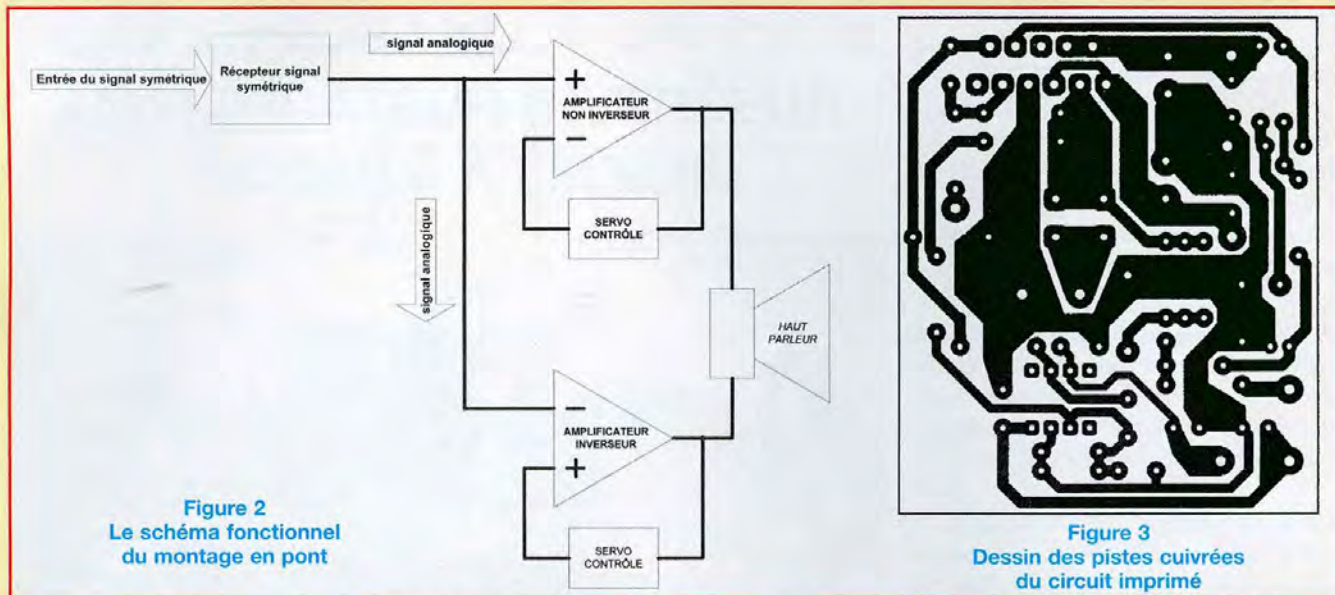 signal analogique
Entrée du signal symétrique
Récepteur signal
symétrique
+
AMPLIFICATEUR
NON INVERSEUR
−
SERVO
CONTRÔLE
signal analogique
HAUT
PARLEUR
−
AMPLIFICATEUR
INVERSEUR
+
SERVO
CONTRÔLE
Figure 2
Le schéma fonctionnel
du montage en pont
Figure 3
Dessin des pistes cuivrées
du circuit imprimé